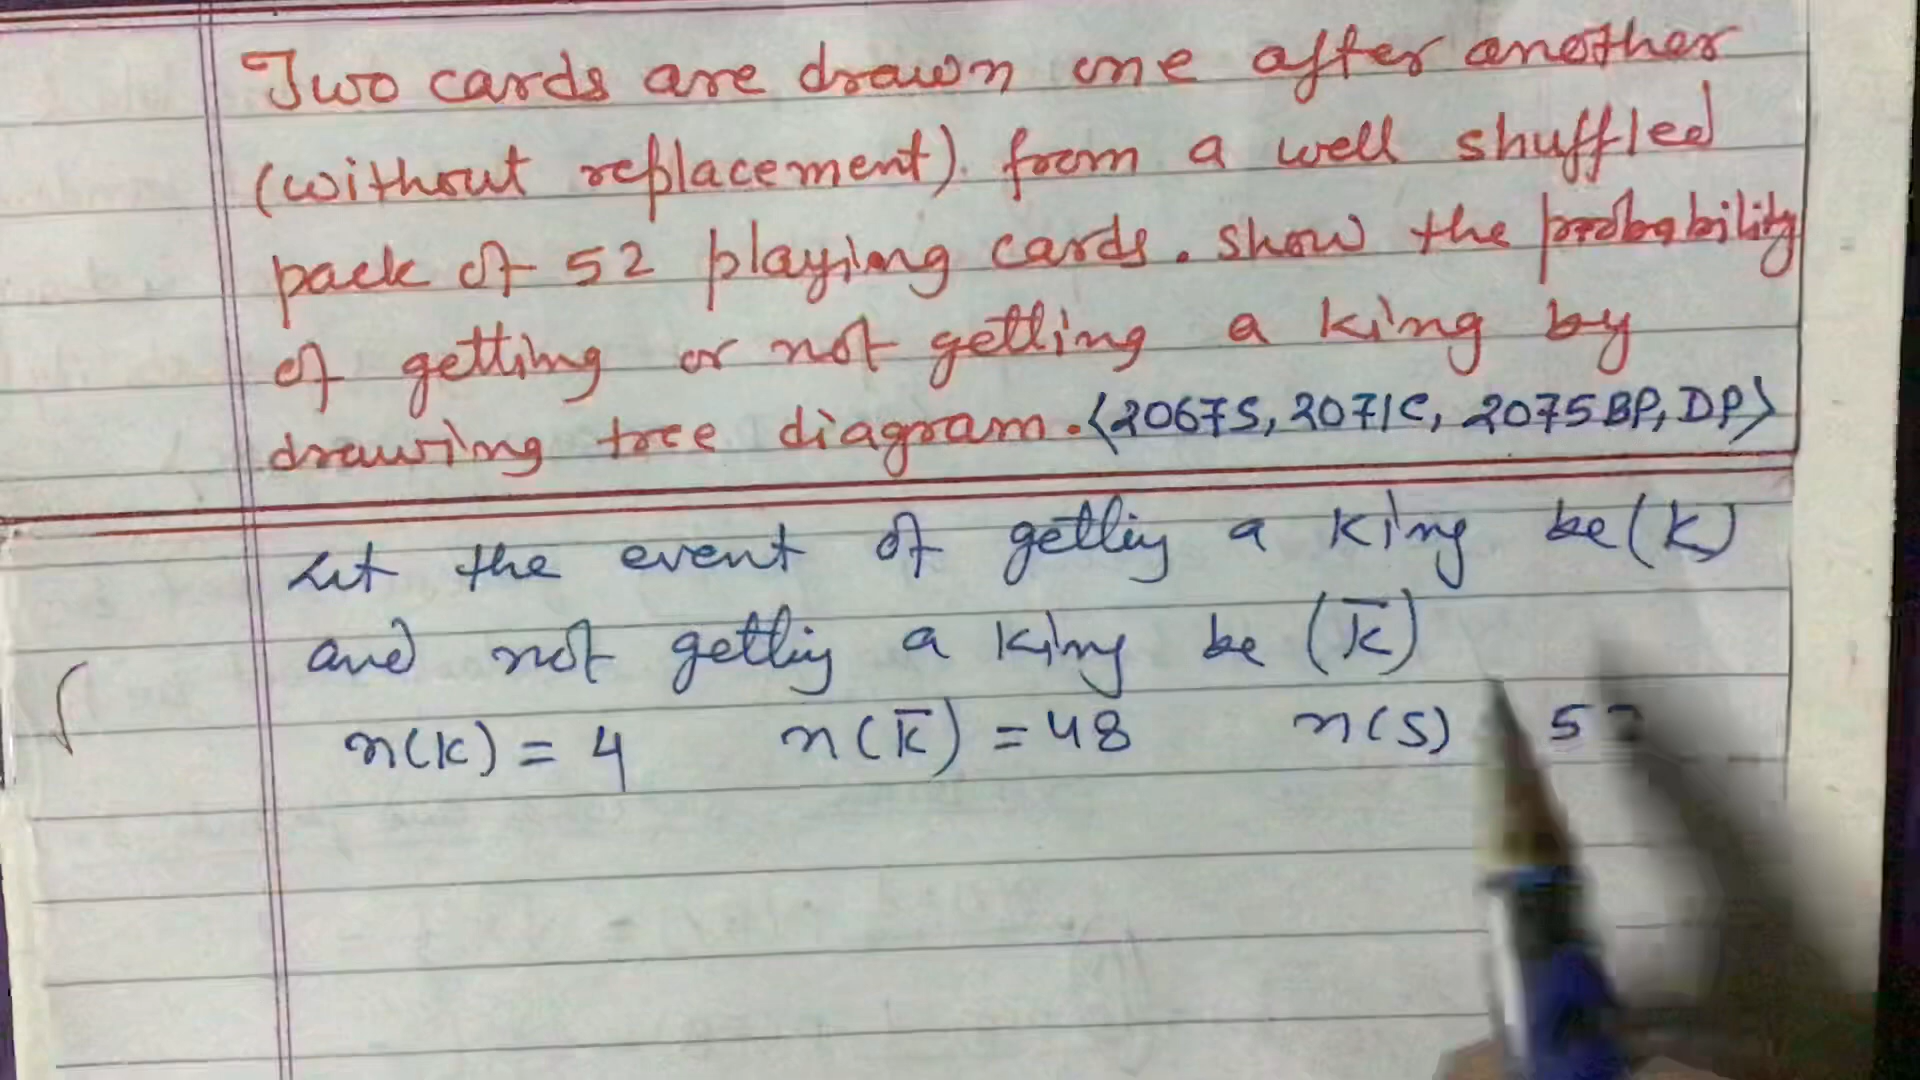 Two cards are drawn one after another
(without replacement). from a well shuffled
pack of 52 playing cards. show the probability
of getting or not getting a king by
drawing tree diagram. <2067S, 2071C, 2075BP, DP>
Let the event of getting a king be (K)
and not getting a king be (K̅)
n(K) = 4 n(K̅) = 48 n(S) 52